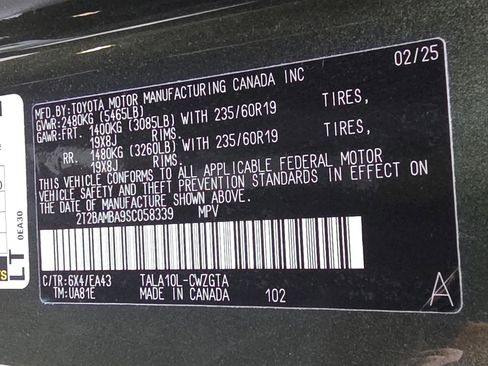 02/25
MFD.BY:TOYOTA MOTOR MANUFACTURING CANADA INC
GVWR:2480KG (5465LB)
GAWR:FRT. 1400KG (3085LB) WITH 235/60R19 TIRES,
19X8J RIMS.
RR. 1480KG (3260LB) WITH 235/60R19 TIRES,
19X8J RIMS.
THIS VEHICLE CONFORMS TO ALL APPLICABLE FEDERAL MOTOR
VEHICLE SAFETY AND THEFT PREVENTION STANDARDS IN EFFECT ON
THE DATE OF MANUFACTURE SHOWN ABOVE.
2T2BAMBA9SC058339 MPV
C/TR:6X4/EA43 TALA10L-CWZGTA
TM:UA81E MADE IN CANADA 102
A
LT
0EA30